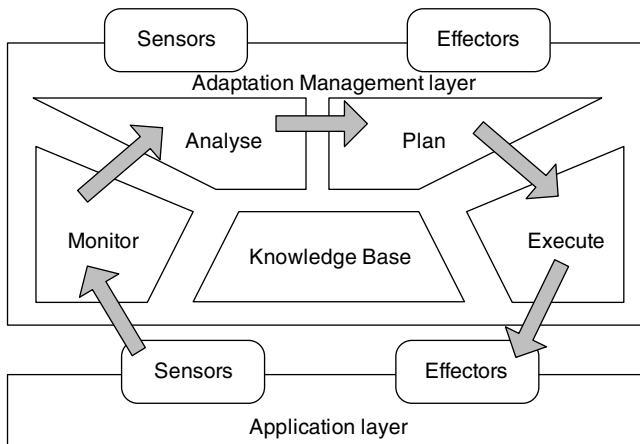 Sensors
Effectors
Adaptation Management layer
Analyse
Plan
Monitor
Knowledge Base
Execute
Sensors
Effectors
Application layer